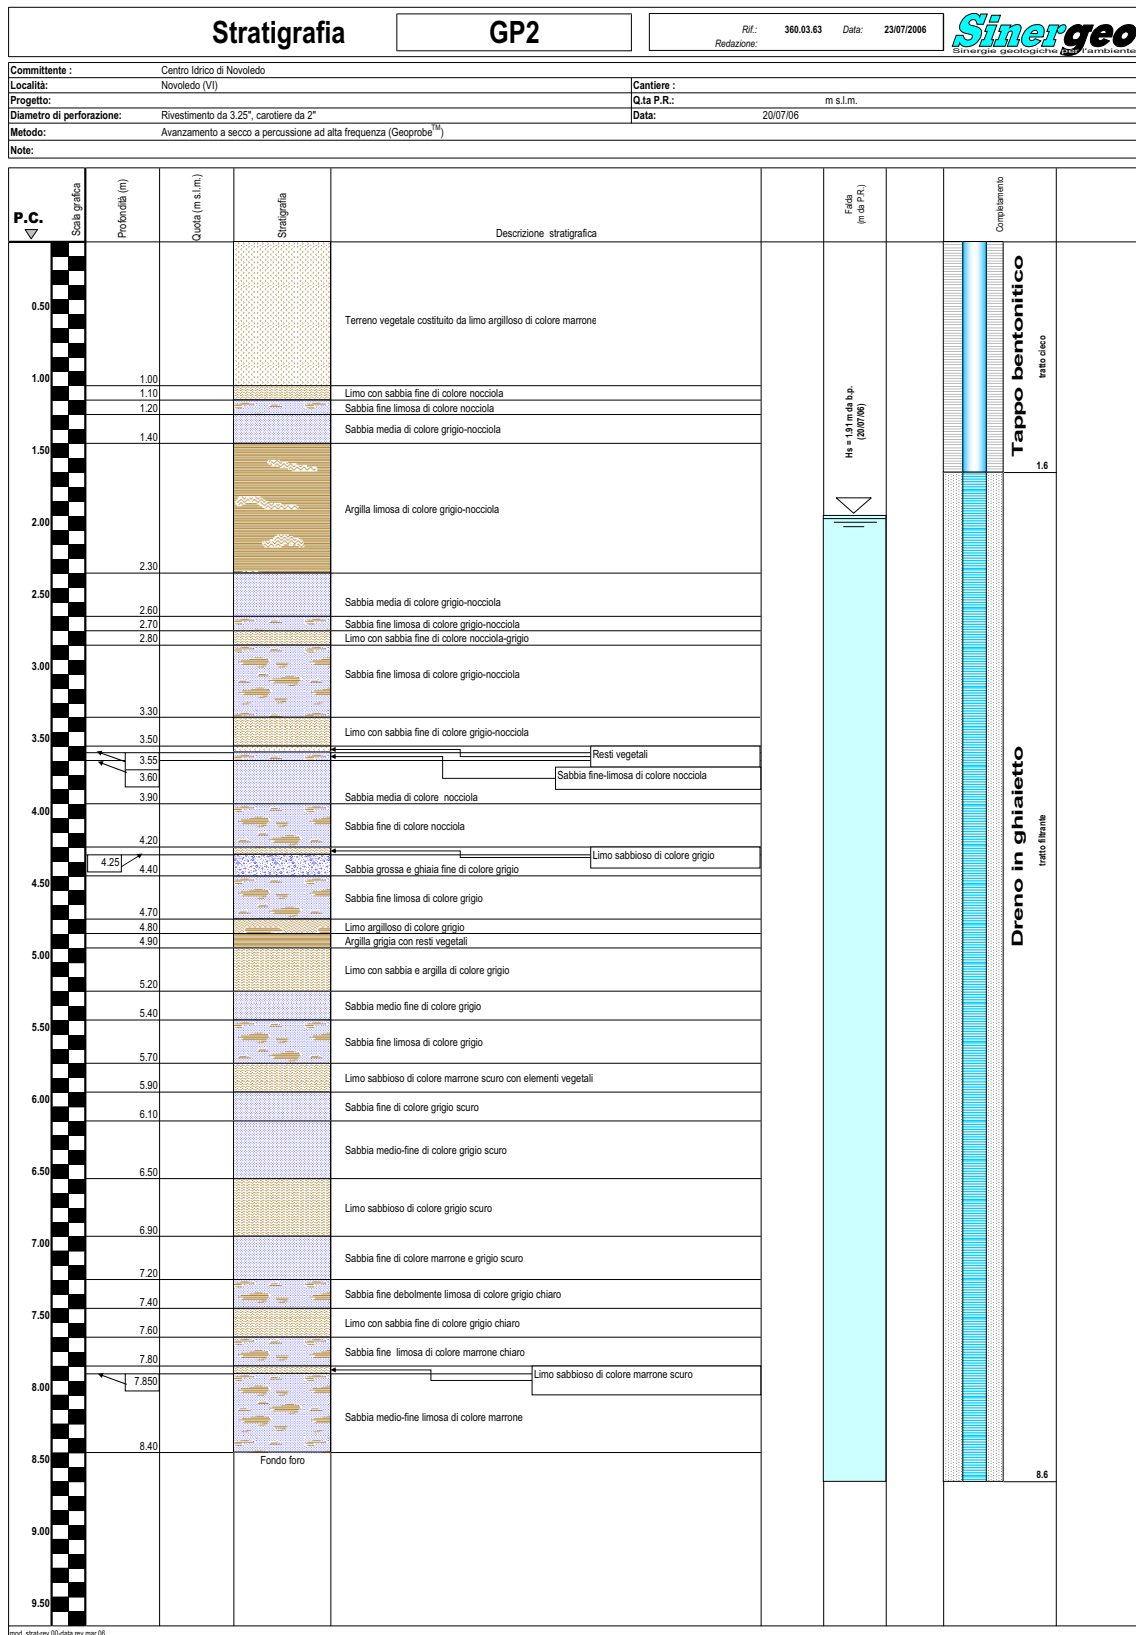 Stratigrafia
GP2
Rif.: 360.03.63 Data: 23/07/2006
Redazione:
Sinergeo
Sinergie geologiche per l'ambiente
Committente : Centro Idrico di Novoledo
Località: Novoledo (VI) Cantiere :
Progetto: Q.ta P.R.: m s.l.m.
Diametro di perforazione: Rivestimento da 3.25", carotiere da 2" Data: 20/07/06
Metodo: Avanzamento a secco a percussione ad alta frequenza (Geoprobe™)
Note:
P.C.
Scala grafica
Profondità (m)
Quota (m s.l.m.)
Stratigrafia
Descrizione stratigrafica
Falda
(m da P.R.)
Completamento
0.50
Terreno vegetale costituito da limo argilloso di colore marrone
1.00
1.00
1.10 Limo con sabbia fine di colore nocciola
1.20 Sabbia fine limosa di colore nocciola
1.40 Sabbia media di colore grigio-nocciola
1.50
Argilla limosa di colore grigio-nocciola
2.00
2.30
2.50
2.60 Sabbia media di colore grigio-nocciola
2.70 Sabbia fine limosa di colore grigio-nocciola
2.80 Limo con sabbia fine di colore nocciola-grigio
3.00
Sabbia fine limosa di colore grigio-nocciola
3.30
Limo con sabbia fine di colore grigio-nocciola
3.50
3.50
Resti vegetali
3.55
Sabbia fine-limosa di colore nocciola
3.60
3.90 Sabbia media di colore nocciola
4.00
Sabbia fine di colore nocciola
4.20
Limo sabbioso di colore grigio
4.25
4.40 Sabbia grossa e ghiaia fine di colore grigio
4.50
Sabbia fine limosa di colore grigio
4.70
4.80 Limo argilloso di colore grigio
4.90 Argilla grigia con resti vegetali
5.00
Limo con sabbia e argilla di colore grigio
5.20
Sabbia medio fine di colore grigio
5.40
5.50
Sabbia fine limosa di colore grigio
5.70
Limo sabbioso di colore marrone scuro con elementi vegetali
5.90
6.00
Sabbia fine di colore grigio scuro
6.10
Sabbia medio-fine di colore grigio scuro
6.50
6.50
Limo sabbioso di colore grigio scuro
6.90
7.00
Sabbia fine di colore marrone e grigio scuro
7.20
Sabbia fine debolmente limosa di colore grigio chiaro
7.40
7.50
Limo con sabbia fine di colore grigio chiaro
7.60
Sabbia fine limosa di colore marrone chiaro
7.80
Limo sabbioso di colore marrone scuro
7.850
8.00
Sabbia medio-fine limosa di colore marrone
8.40
8.50
Fondo foro
9.00
9.50
Hs = 1.91 m da b.p.
(20/07/06)
Tappo bentonitico
tratto cieco
1.6
Dreno in ghiaietto
tratto filtrante
8.6
mod. strat-rev.00-data rev.mar.06